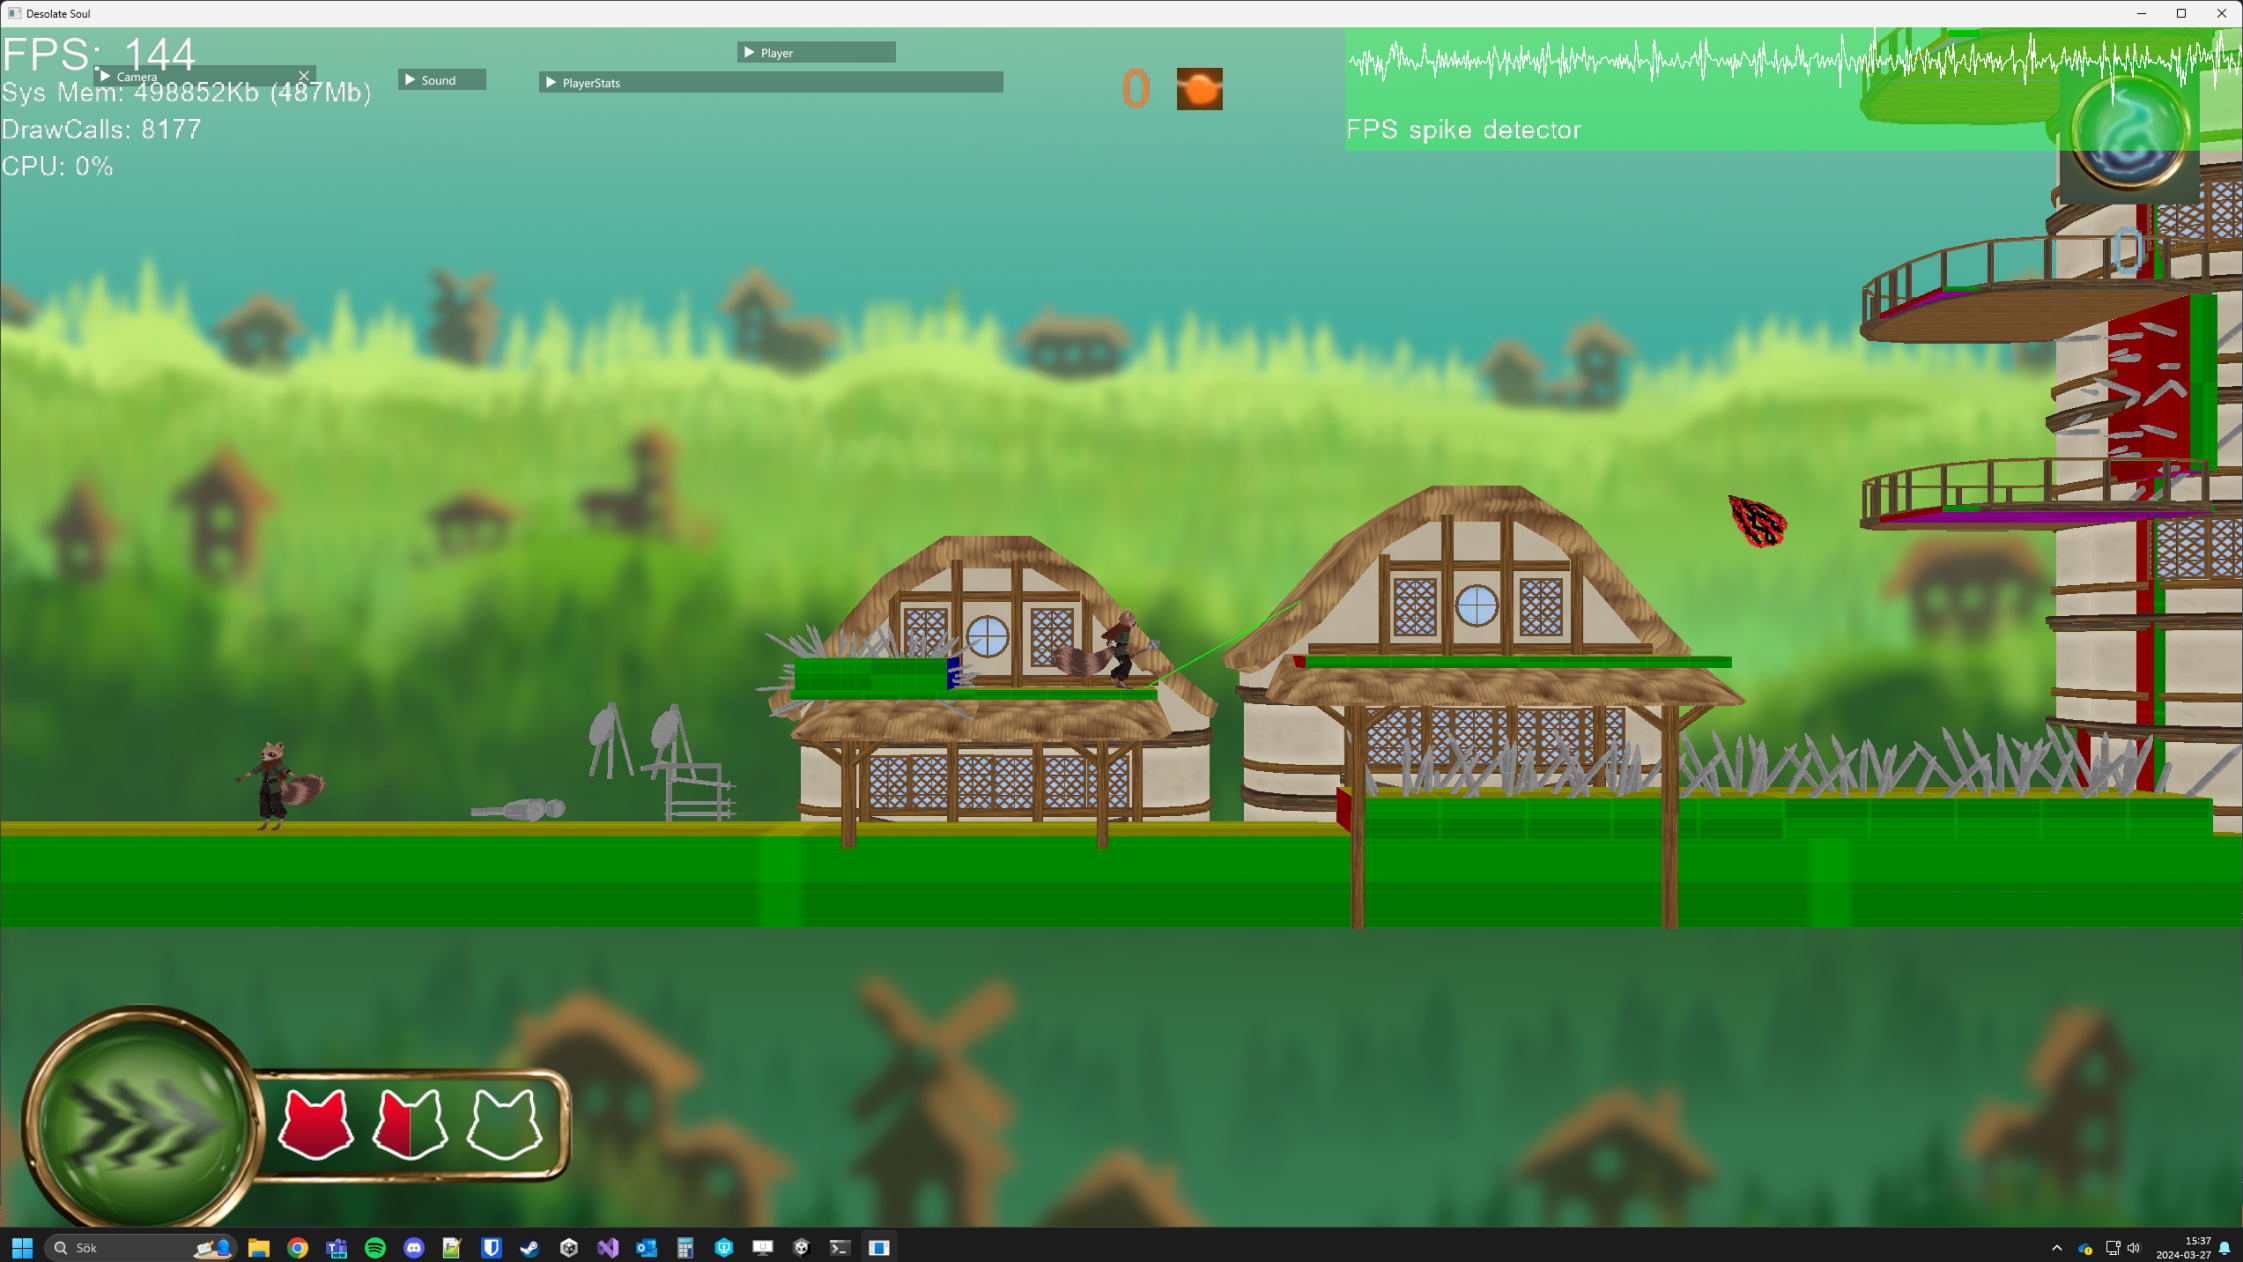 Desolate Soul
FPS: 144
Player
Camera
Sound
PlayerStats
0
Sys Mem: 498852Kb (487Mb)
DrawCalls: 8177
FPS spike detector
CPU: 0%
0
Sök
15:37
2024-03-27